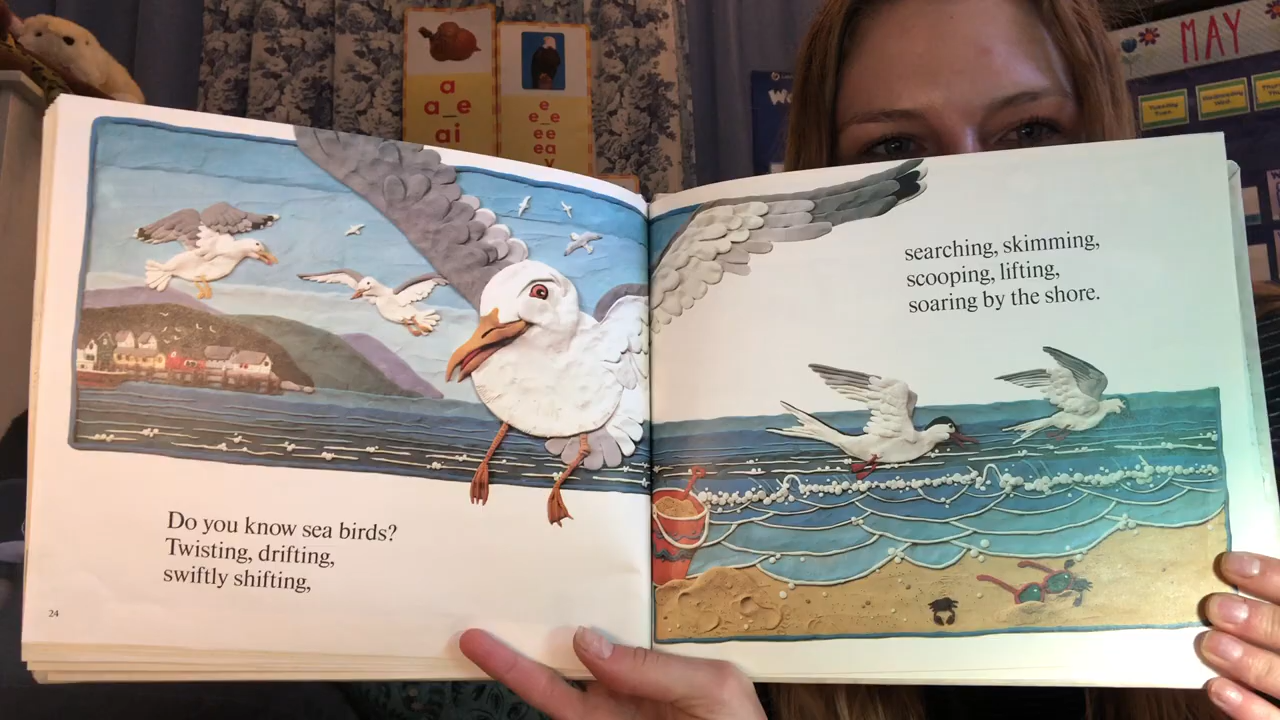 a
a_e
ai
e
e_e
ee
ea
y
MAY
Do you know sea birds?
Twisting, drifting,
swiftly shifting,
24
searching, skimming,
scooping, lifting,
soaring by the shore.